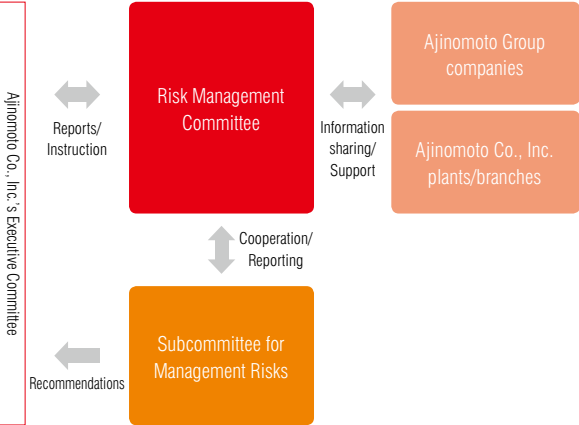 Ajinomoto Co., Inc.'s Executive Committee
Reports/
Instruction
Risk Management
Committee
Information
sharing/
Support
Ajinomoto Group
companies
Ajinomoto Co., Inc.
plants/branches
Cooperation/
Reporting
Subcommittee for
Management Risks
Recommendations